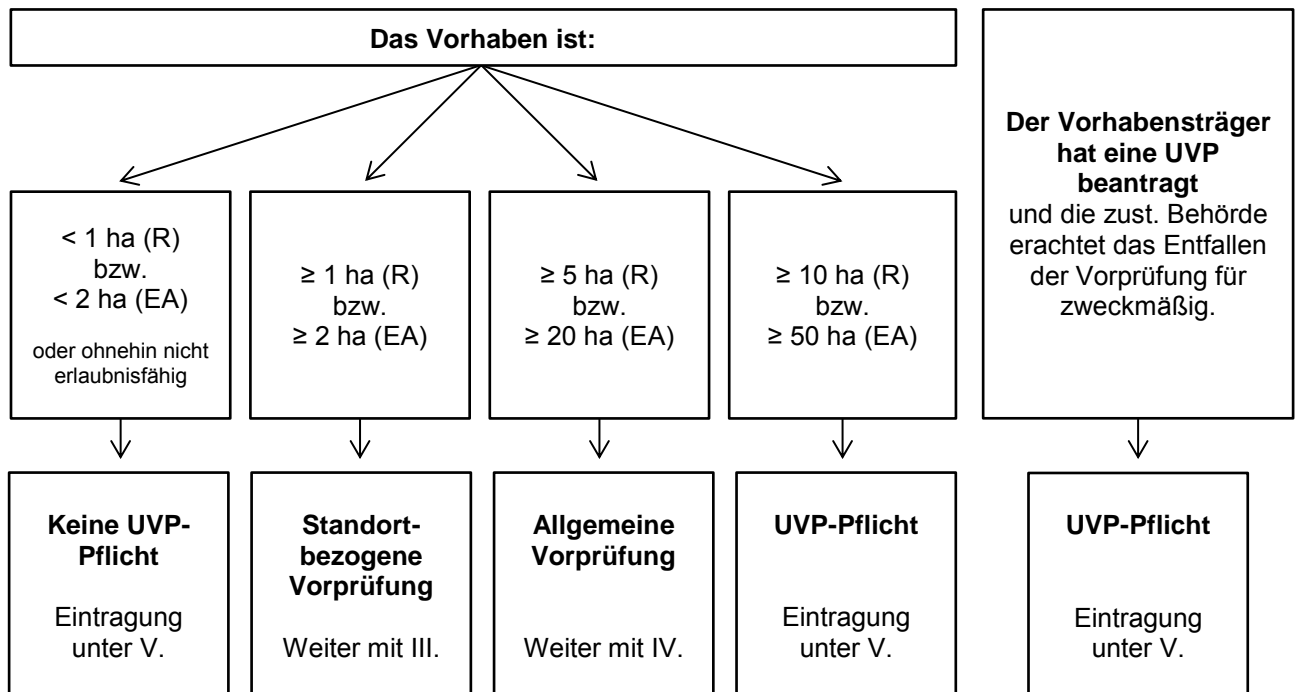 Das Vorhaben ist:
< 1 ha (R)
bzw.
< 2 ha (EA)
oder ohnehin nicht
erlaubnisfähig
≥ 1 ha (R)
bzw.
≥ 2 ha (EA)
≥ 5 ha (R)
bzw.
≥ 20 ha (EA)
≥ 10 ha (R)
bzw.
≥ 50 ha (EA)
Der Vorhabensträger
hat eine UVP
beantragt
und die zust. Behörde
erachtet das Entfallen
der Vorprüfung für
zweckmäßig.
Keine UVP-
Pflicht
Eintragung
unter V.
Standort-
bezogene
Vorprüfung
Weiter mit III.
Allgemeine
Vorprüfung
Weiter mit IV.
UVP-Pflicht
Eintragung
unter V.
UVP-Pflicht
Eintragung
unter V.